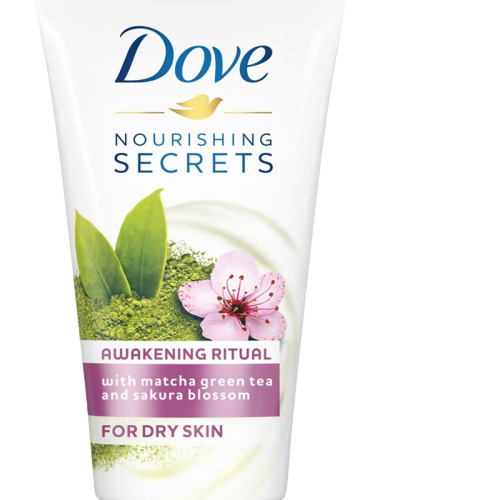 Dove
NOURISHING
SECRETS
AWAKENING RITUAL
with matcha green tea
and sakura blossom
FOR DRY SKIN